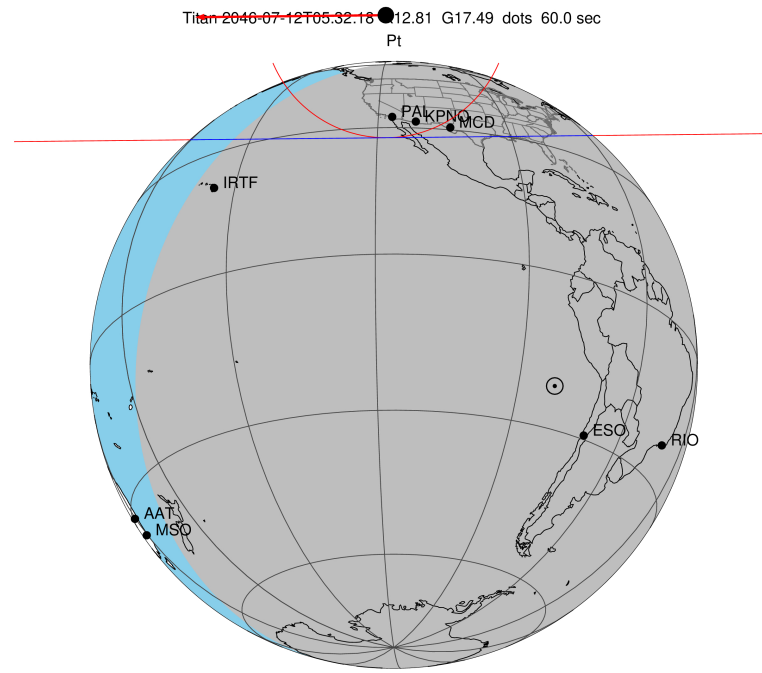 Titan 2046-07-12T05:32:18 12.81 G17.49 dots 60.0 sec
Pt
PAL
KPNO
MCD
IRTF
ESO
RIO
AAT
MSO